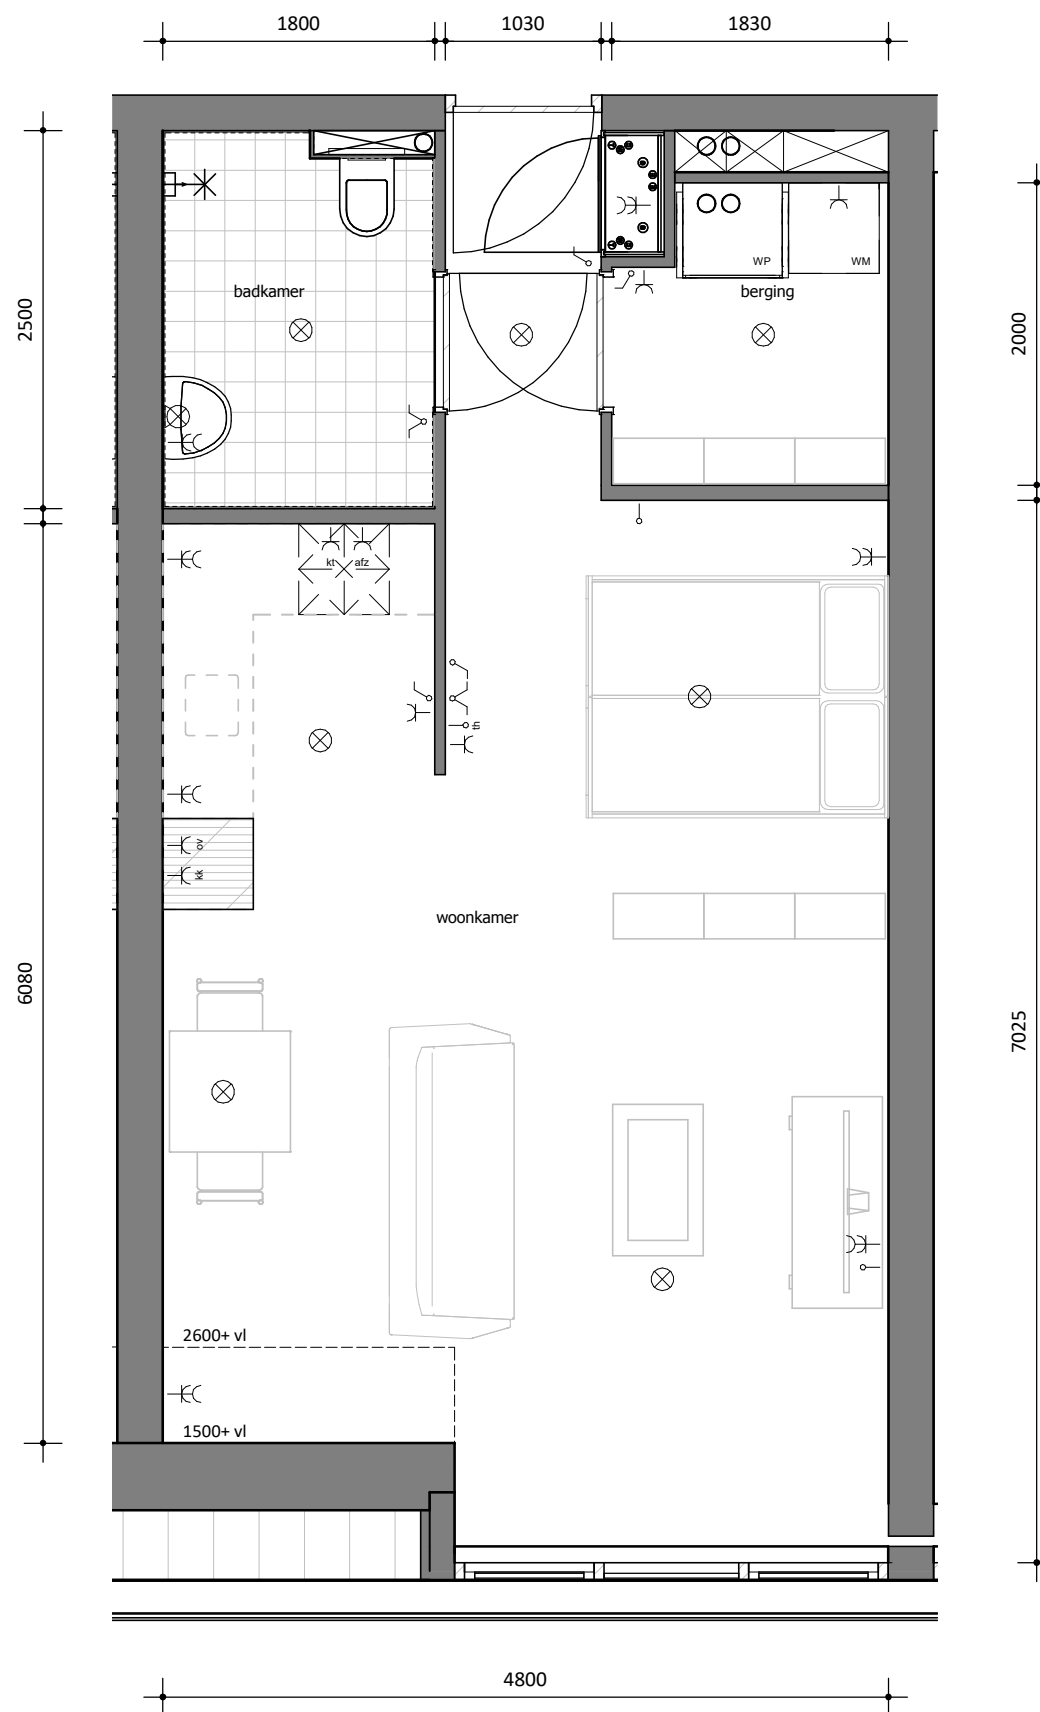 1800
1030
1830
2500
2000
WP
WM
badkamer
berging
kt
afz
th
ov
kk
woonkamer
6080
7025
2600+ vl
1500+ vl
4800